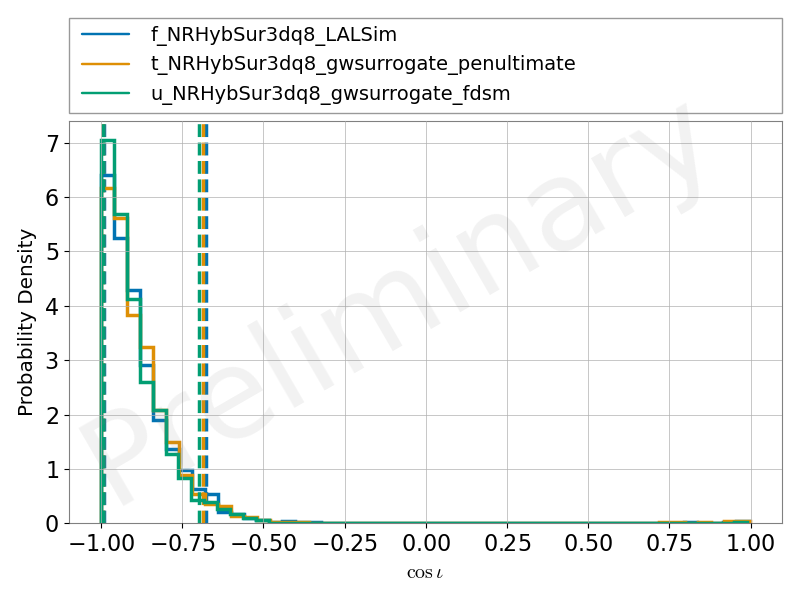 f_NRHybSur3dq8_LALSim
t_NRHybSur3dq8_gwsurrogate_penultimate
u_NRHybSur3dq8_gwsurrogate_fdsm
Preliminary
Probability Density
7
6
5
4
3
2
1
0
−1.00 −0.75 −0.50 −0.25 0.00 0.25 0.50 0.75 1.00
cos ι